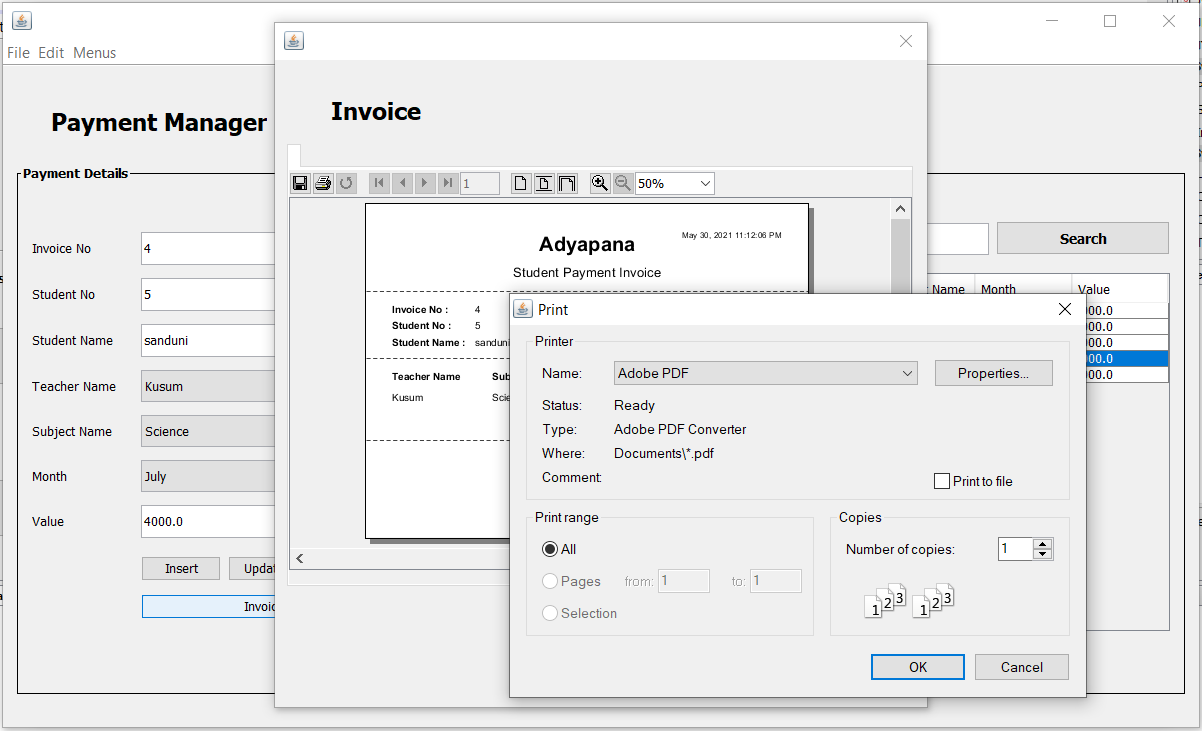 File Edit Menus
Payment Manager
Payment Details
Invoice No 4
Student No 5
Student Name sanduni
Teacher Name Kusum
Subject Name Science
Month July
Value 4000.0
Insert Updat
Invoic
Invoice
1 50%
May 30, 2021 11:12:06 PM
Adyapana
Student Payment Invoice
Invoice No : 4
Student No : 5
Student Name : sanduni
Teacher Name Sub
Kusum Scie
Search
Name Month Value
000.0
000.0
000.0
000.0
000.0
Print
Printer
Name: Adobe PDF Properties...
Status: Ready
Type: Adobe PDF Converter
Where: Documents\*.pdf
Comment:
Print to file
Print range
All
Pages from: 1 to: 1
Selection
Copies
Number of copies: 1
1 2 3 1 2 3
OK Cancel